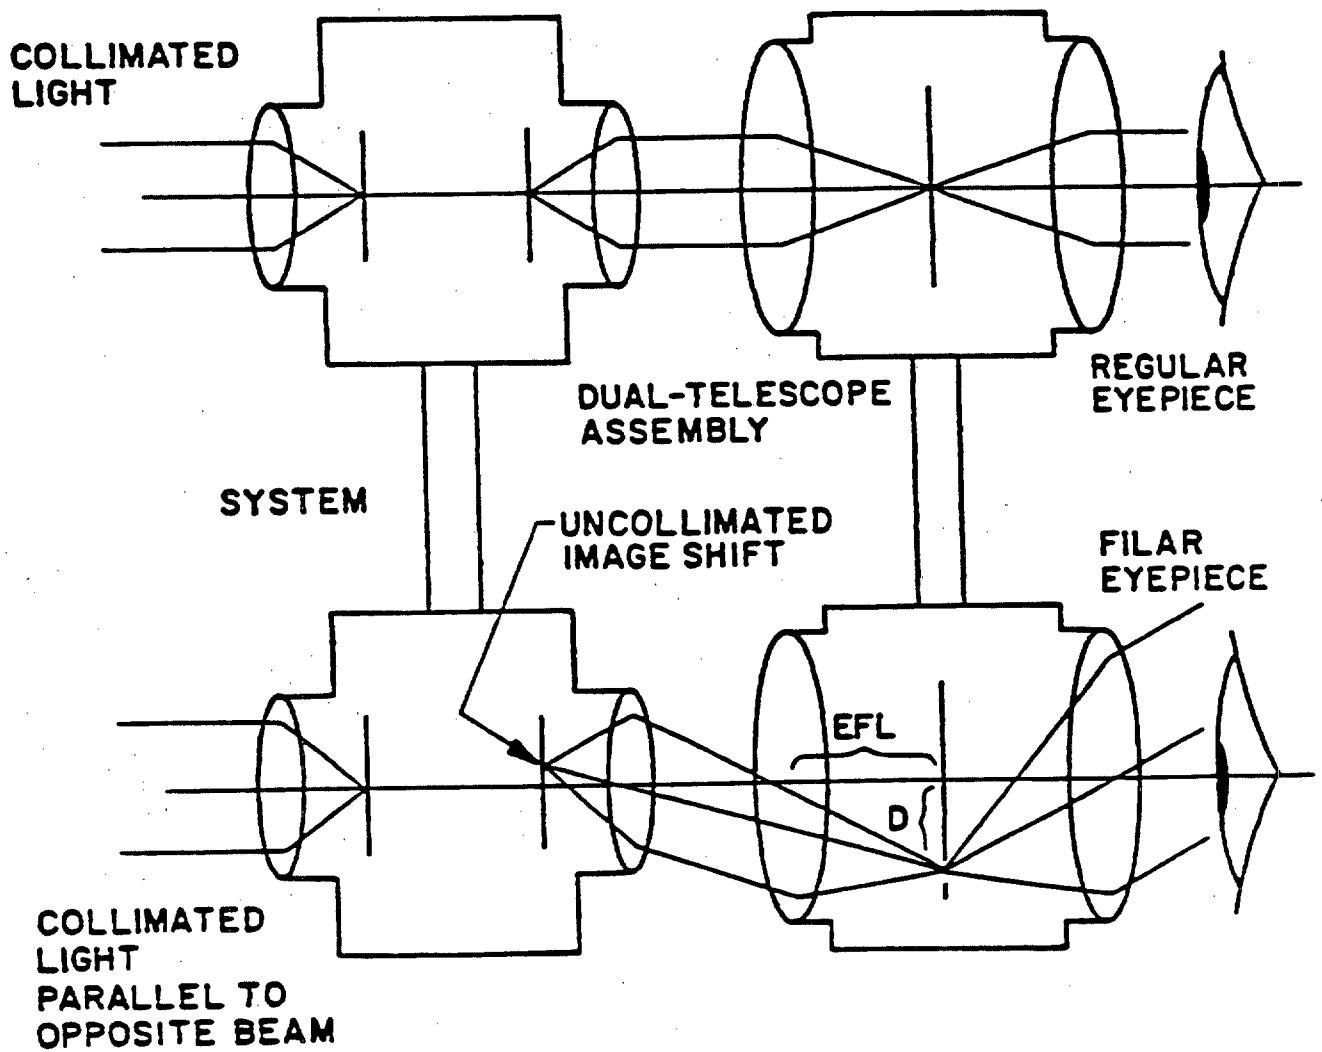 COLLIMATED
LIGHT
REGULAR
EYEPIECE
DUAL-TELESCOPE
ASSEMBLY
SYSTEM
UNCOLLIMATED
IMAGE SHIFT
FILAR
EYEPIECE
EFL
D
COLLIMATED
LIGHT
PARALLEL TO
OPPOSITE BEAM